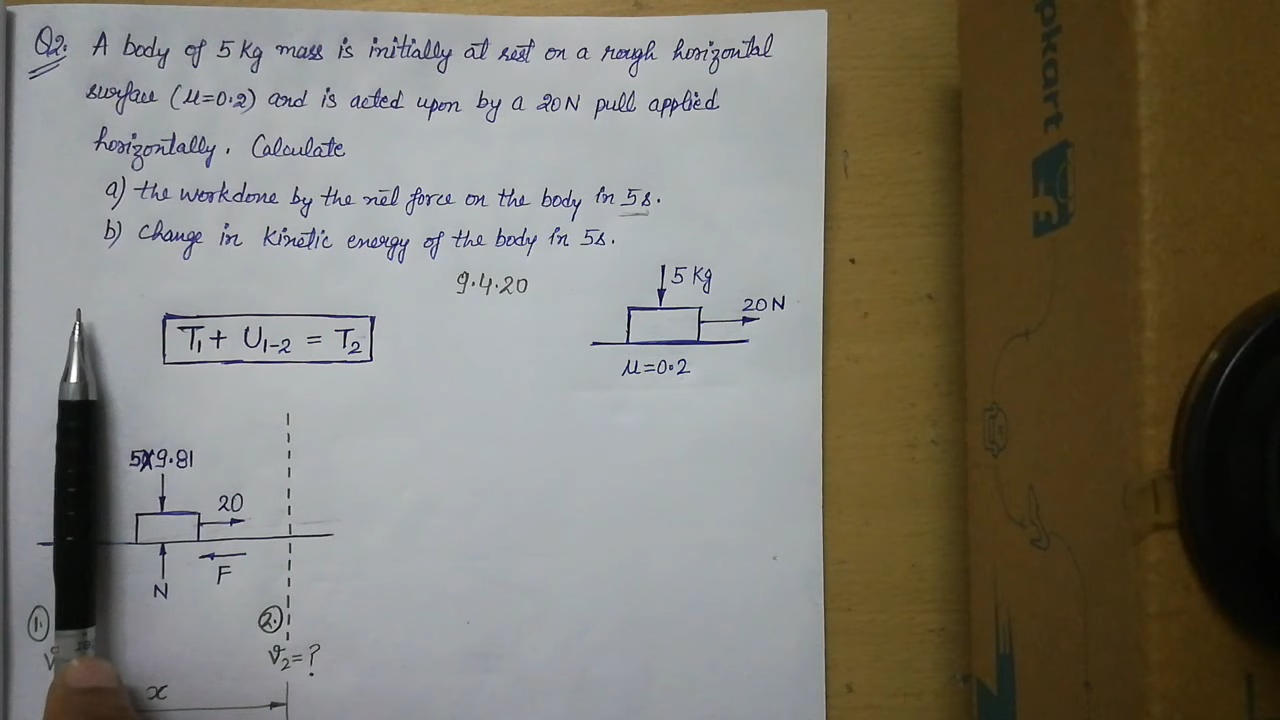 Q2. A body of 5 Kg mass is initially at rest on a rough horizontal
surface (μ=0.2) and is acted upon by a 20N pull applied
horizontally. Calculate
a) the workdone by the net force on the body in 5s.
b) change in Kinetic energy of the body in 5s.
9.4.20
T₁ + U₁₋₂ = T₂
5 Kg
20 N
μ=0.2
5×9.81
20
F
N
1.
2.
V
v₂=?
x
pkart